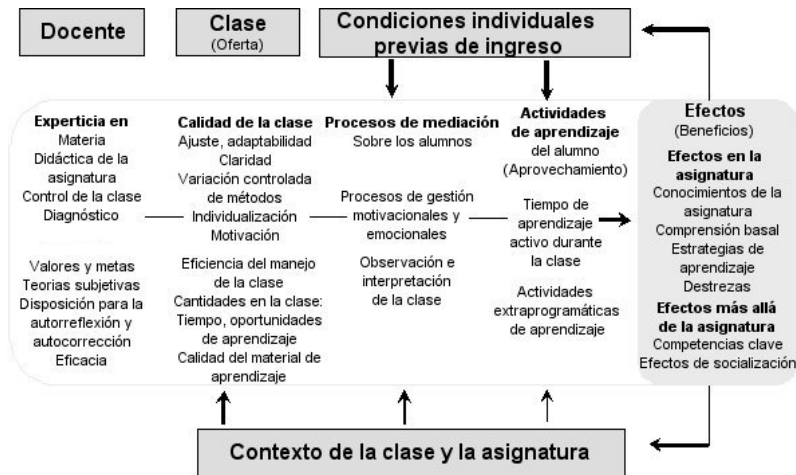 Docente
Clase
(Oferta)
Condiciones individuales
previas de ingreso
Experticia en
Materia
Didáctica de la
asignatura
Control de la clase
Diagnóstico
Valores y metas
Teorias subjetivas
Disposición para la
autorreflexión y
autocorrección
Eficacia
Calidad de la clase
Ajuste, adaptabilidad
Claridad
Variación controlada
de métodos
Individualización
Motivación
Eficiencia del manejo
de la clase
Cantidades en la clase:
Tiempo, oportunidades
de aprendizaje
Calidad del material de
aprendizaje
Procesos de mediación
Sobre los alumnos
Procesos de gestión
motivacionales y
emocionales
Observación e
interpretación
de la clase
Actividades
de aprendizaje
del alumno
(Aprovechamiento)
Tiempo de
aprendizaje
activo durante
la clase
Actividades
extraprogramáticas
de aprendizaje
Efectos
(Beneficios)
Efectos en la
asignatura
Conocimientos de la
asignatura
Comprensión basal
Estrategias de
aprendizaje
Destrezas
Efectos más allá
de la asignatura
Competencias clave
Efectos de socialización
Contexto de la clase y la asignatura